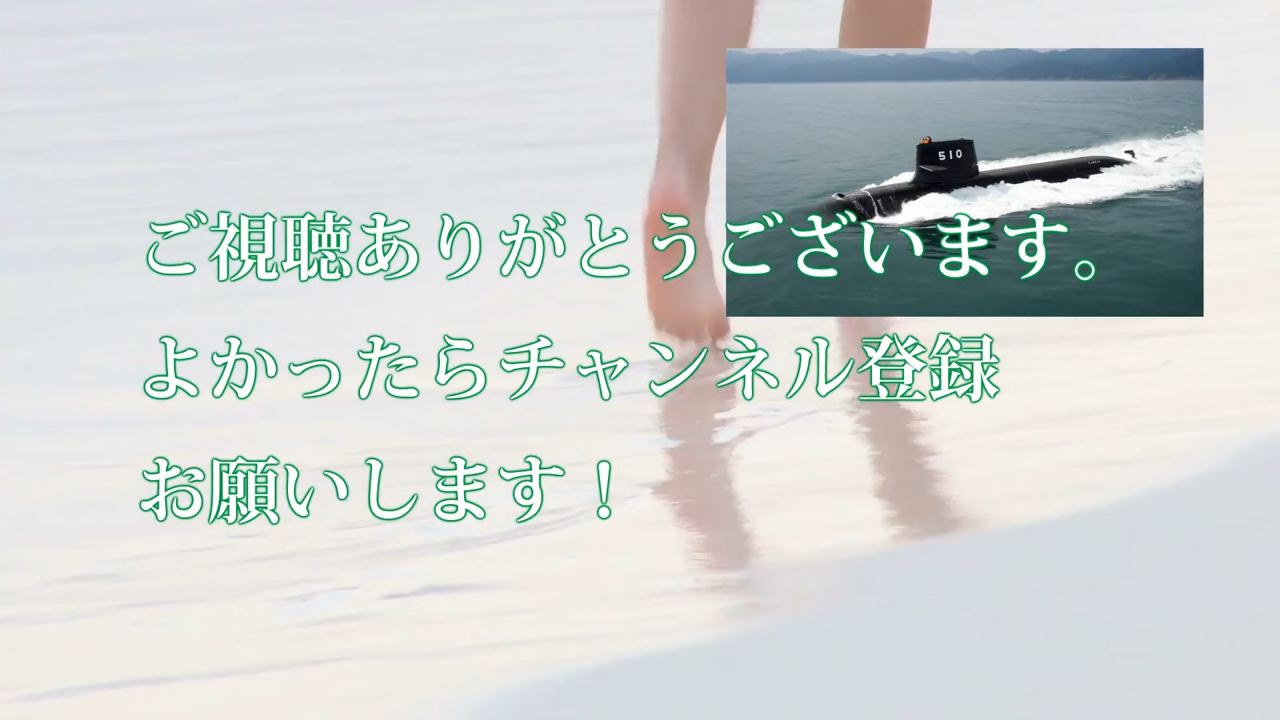 510
ご視聴ありがとうございます。
よかったらチャンネル登録
お願いします！